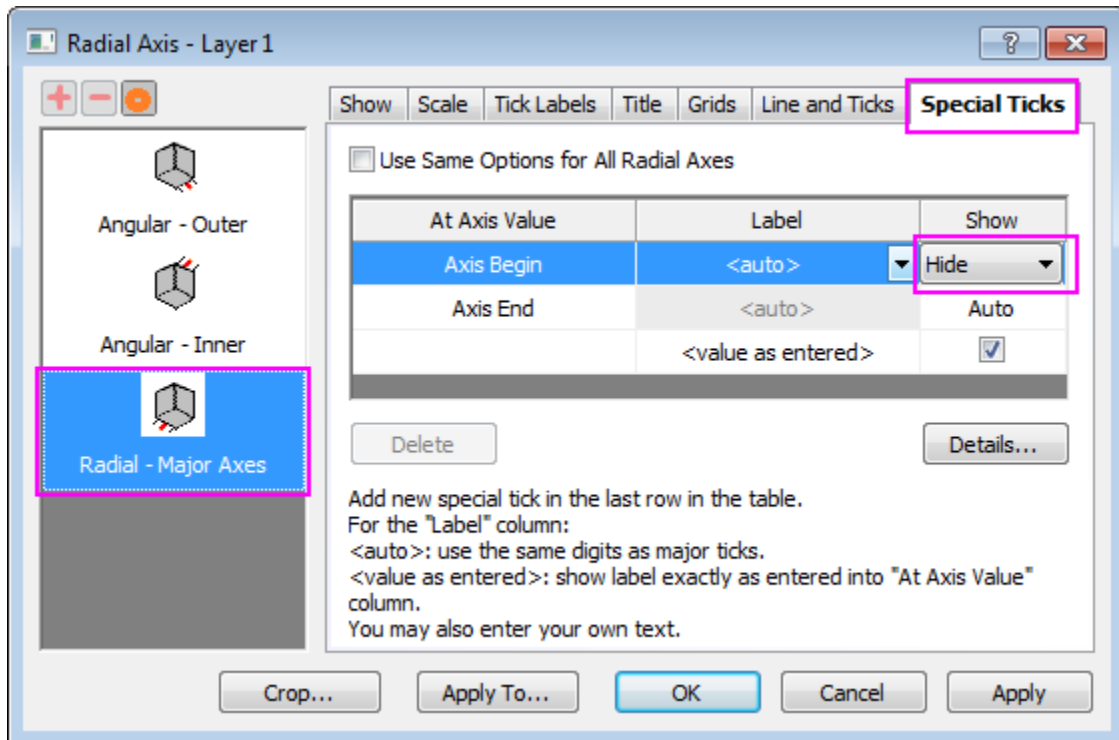 Radial Axis - Layer 1
?
Show Scale Tick Labels Title Grids Line and Ticks Special Ticks
Use Same Options for All Radial Axes
Angular - Outer
Angular - Inner
Radial - Major Axes
At Axis Value Label Show
Axis Begin <auto> Hide
Axis End <auto> Auto
<value as entered>
Delete Details...
Add new special tick in the last row in the table.
For the "Label" column:
<auto>: use the same digits as major ticks.
<value as entered>: show label exactly as entered into "At Axis Value"
column.
You may also enter your own text.
Crop... Apply To... OK Cancel Apply